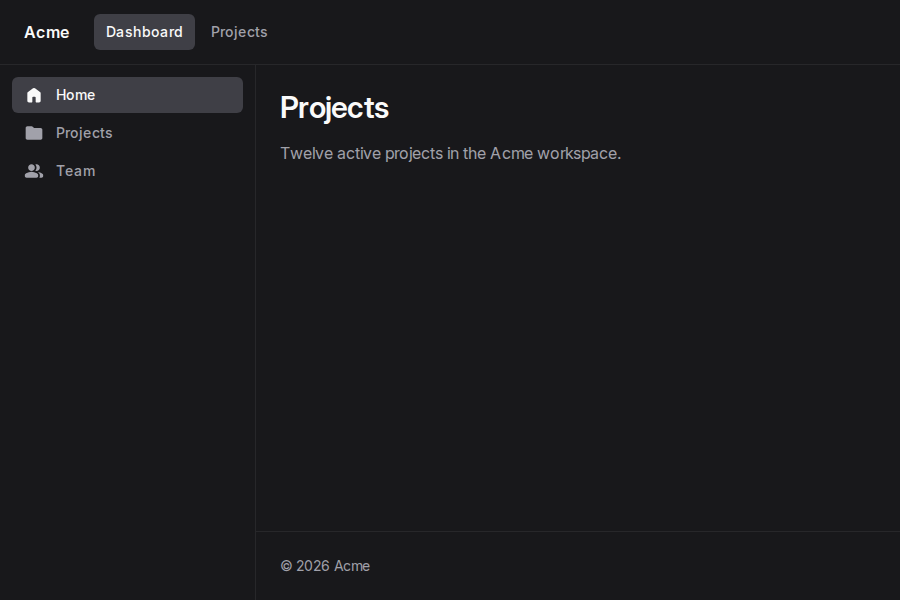 Acme Dashboard Projects
Home
Projects
Team
Projects
Twelve active projects in the Acme workspace.
© 2026 Acme